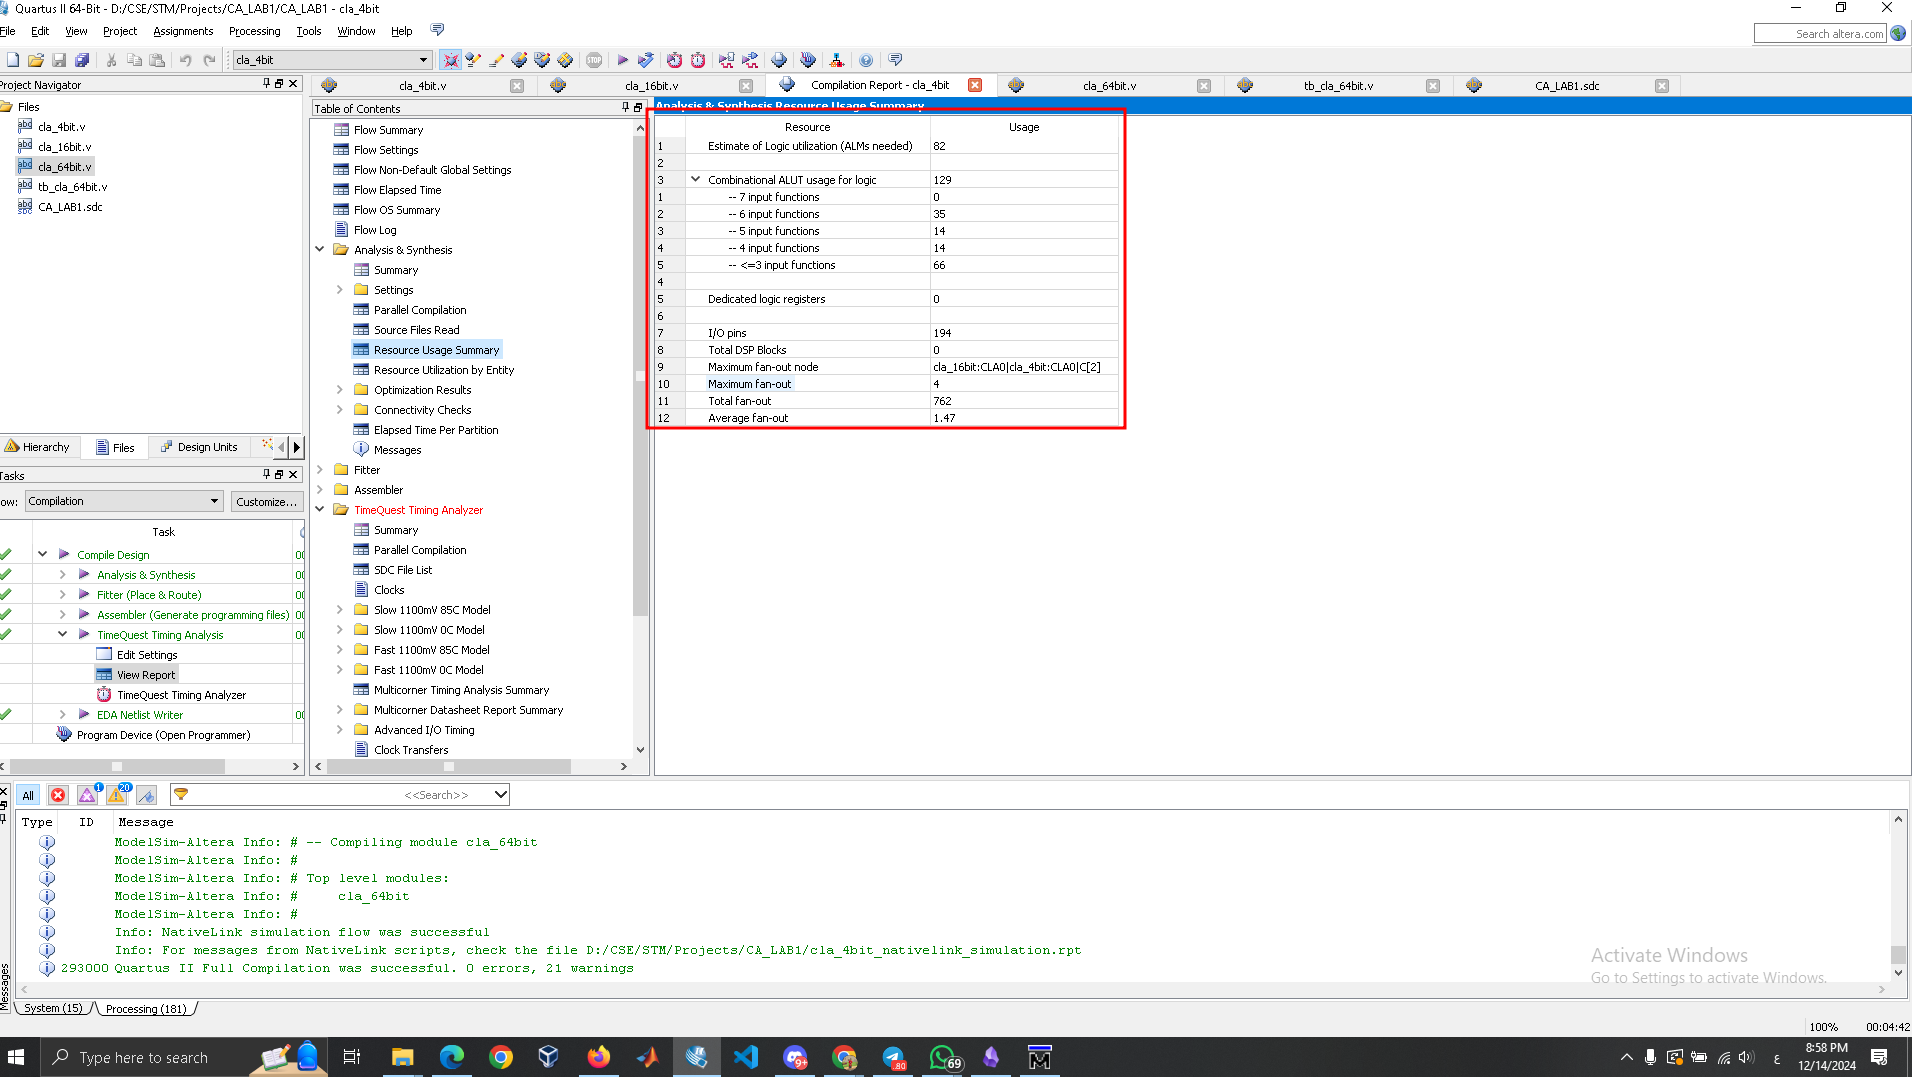 Quartus II 64-Bit - D:/CSE/STM/Projects/CA_LAB1/CA_LAB1 - cla_4bit
File Edit View Project Assignments Processing Tools Window Help
Search altera.com
cla_4bit
Project Navigator
Files
cla_4bit.v
cla_16bit.v
cla_64bit.v
tb_cla_64bit.v
CA_LAB1.sdc
Hierarchy Files Design Units
Tasks
ow: Compilation Customize...
Task
Compile Design 00
Analysis & Synthesis 00
Fitter (Place & Route) 00
Assembler (Generate programming files) 00
TimeQuest Timing Analysis 00
Edit Settings
View Report
TimeQuest Timing Analyzer
EDA Netlist Writer 00
Program Device (Open Programmer)
cla_4bit.v cla_16bit.v Compilation Report - cla_4bit cla_64bit.v tb_cla_64bit.v CA_LAB1.sdc
Table of Contents
Flow Summary
Flow Settings
Flow Non-Default Global Settings
Flow Elapsed Time
Flow OS Summary
Flow Log
Analysis & Synthesis
Summary
Settings
Parallel Compilation
Source Files Read
Resource Usage Summary
Resource Utilization by Entity
Optimization Results
Connectivity Checks
Elapsed Time Per Partition
Messages
Fitter
Assembler
TimeQuest Timing Analyzer
Summary
Parallel Compilation
SDC File List
Clocks
Slow 1100mV 85C Model
Slow 1100mV 0C Model
Fast 1100mV 85C Model
Fast 1100mV 0C Model
Multicorner Timing Analysis Summary
Multicorner Datasheet Report Summary
Advanced I/O Timing
Clock Transfers
Analysis & Synthesis Resource Usage Summary
Resource Usage
1 Estimate of Logic utilization (ALMs needed) 82
2
3 Combinational ALUT usage for logic 129
1 -- 7 input functions 0
2 -- 6 input functions 35
3 -- 5 input functions 14
4 -- 4 input functions 14
5 -- <=3 input functions 66
4
5 Dedicated logic registers 0
6
7 I/O pins 194
8 Total DSP Blocks 0
9 Maximum fan-out node cla_16bit:CLA0|cla_4bit:CLA0|C[2]
10 Maximum fan-out 4
11 Total fan-out 762
12 Average fan-out 1.47
All 1 20 <<Search>>
Type ID Message
ModelSim-Altera Info: # -- Compiling module cla_64bit
ModelSim-Altera Info: #
ModelSim-Altera Info: # Top level modules:
ModelSim-Altera Info: # cla_64bit
ModelSim-Altera Info: #
Info: NativeLink simulation flow was successful
Info: For messages from NativeLink scripts, check the file D:/CSE/STM/Projects/CA_LAB1/cla_4bit_nativelink_simulation.rpt
293000 Quartus II Full Compilation was successful. 0 errors, 21 warnings
Messages
System (15) Processing (181)
Activate Windows
Go to Settings to activate Windows.
100% 00:04:42
Type here to search
9+ 80 69
ع
8:58 PM
12/14/2024